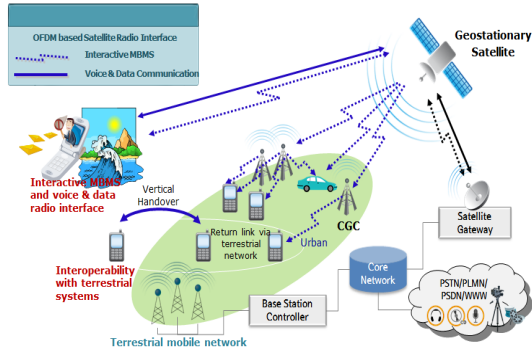 OFDM based Satellite Radio Interface
Interactive MBMS
Voice & Data Communication
Geostationary
Satellite
Interactive MBMS
and voice & data
radio interface
Vertical
Handover
Return link via
terrestrial
network
Urban
CGC
Satellite
Gateway
Interoperability
with terrestrial
systems
Core
Network
PSTN/PLMN/
PSDN/WWW
Base Station
Controller
Terrestrial mobile network